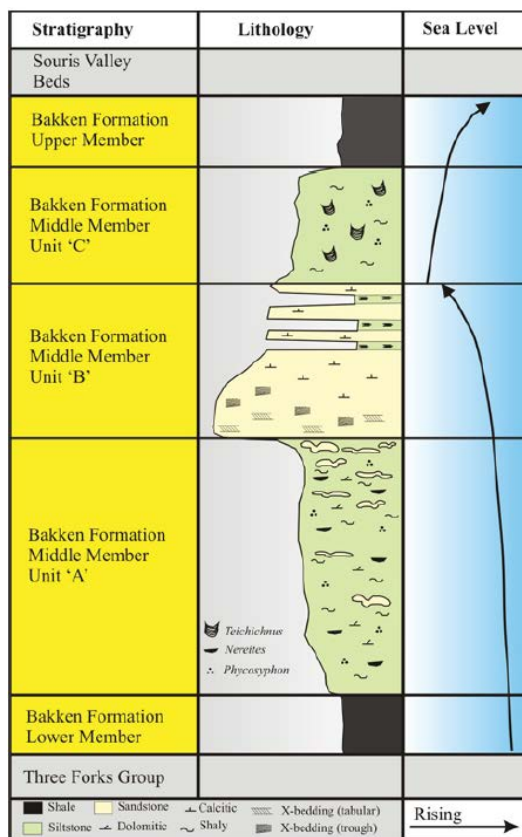 Stratigraphy
Lithology
Sea Level
Souris Valley
Beds
Bakken Formation
Upper Member
Bakken Formation
Middle Member
Unit ‘C’
Bakken Formation
Middle Member
Unit ‘B’
Bakken Formation
Middle Member
Unit ‘A’
Teichichnus
Nereites
Phycosyphon
Bakken Formation
Lower Member
Three Forks Group
Shale
Sandstone
Calcitic
X-bedding (tabular)
Siltstone
Dolomitic
Shaly
X-bedding (trough)
Rising